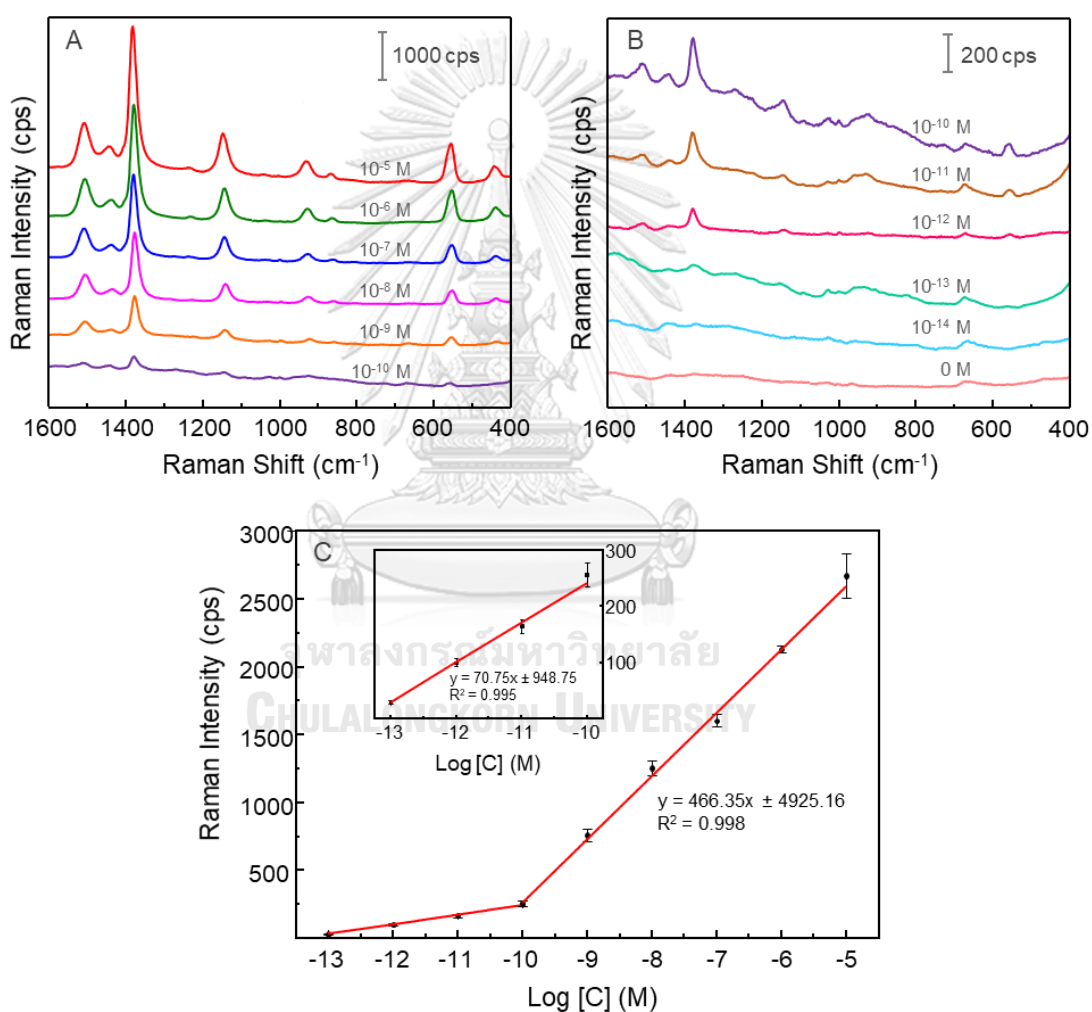 A
1000 cps
Raman Intensity (cps)
10⁻⁵ M
10⁻⁶ M
10⁻⁷ M
10⁻⁸ M
10⁻⁹ M
10⁻¹⁰ M
1600 1400 1200 1000 800 600 400
Raman Shift (cm⁻¹)
B
200 cps
Raman Intensity (cps)
10⁻¹⁰ M
10⁻¹¹ M
10⁻¹² M
10⁻¹³ M
10⁻¹⁴ M
0 M
1600 1400 1200 1000 800 600 400
Raman Shift (cm⁻¹)
C
Raman Intensity (cps)
3000
2500
2000
1500
1000
500
300
200
100
y = 70.75x ± 948.75
R² = 0.995
-13 -12 -11 -10
Log [C] (M)
y = 466.35x ± 4925.16
R² = 0.998
-13 -12 -11 -10 -9 -8 -7 -6 -5
Log [C] (M)
จุฬาลงกรณ์มหาวิทยาลัย
CHULALONGKORN UNIVERSITY